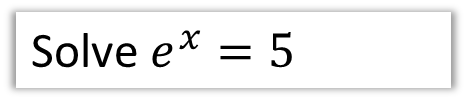 Solve eˣ = 5